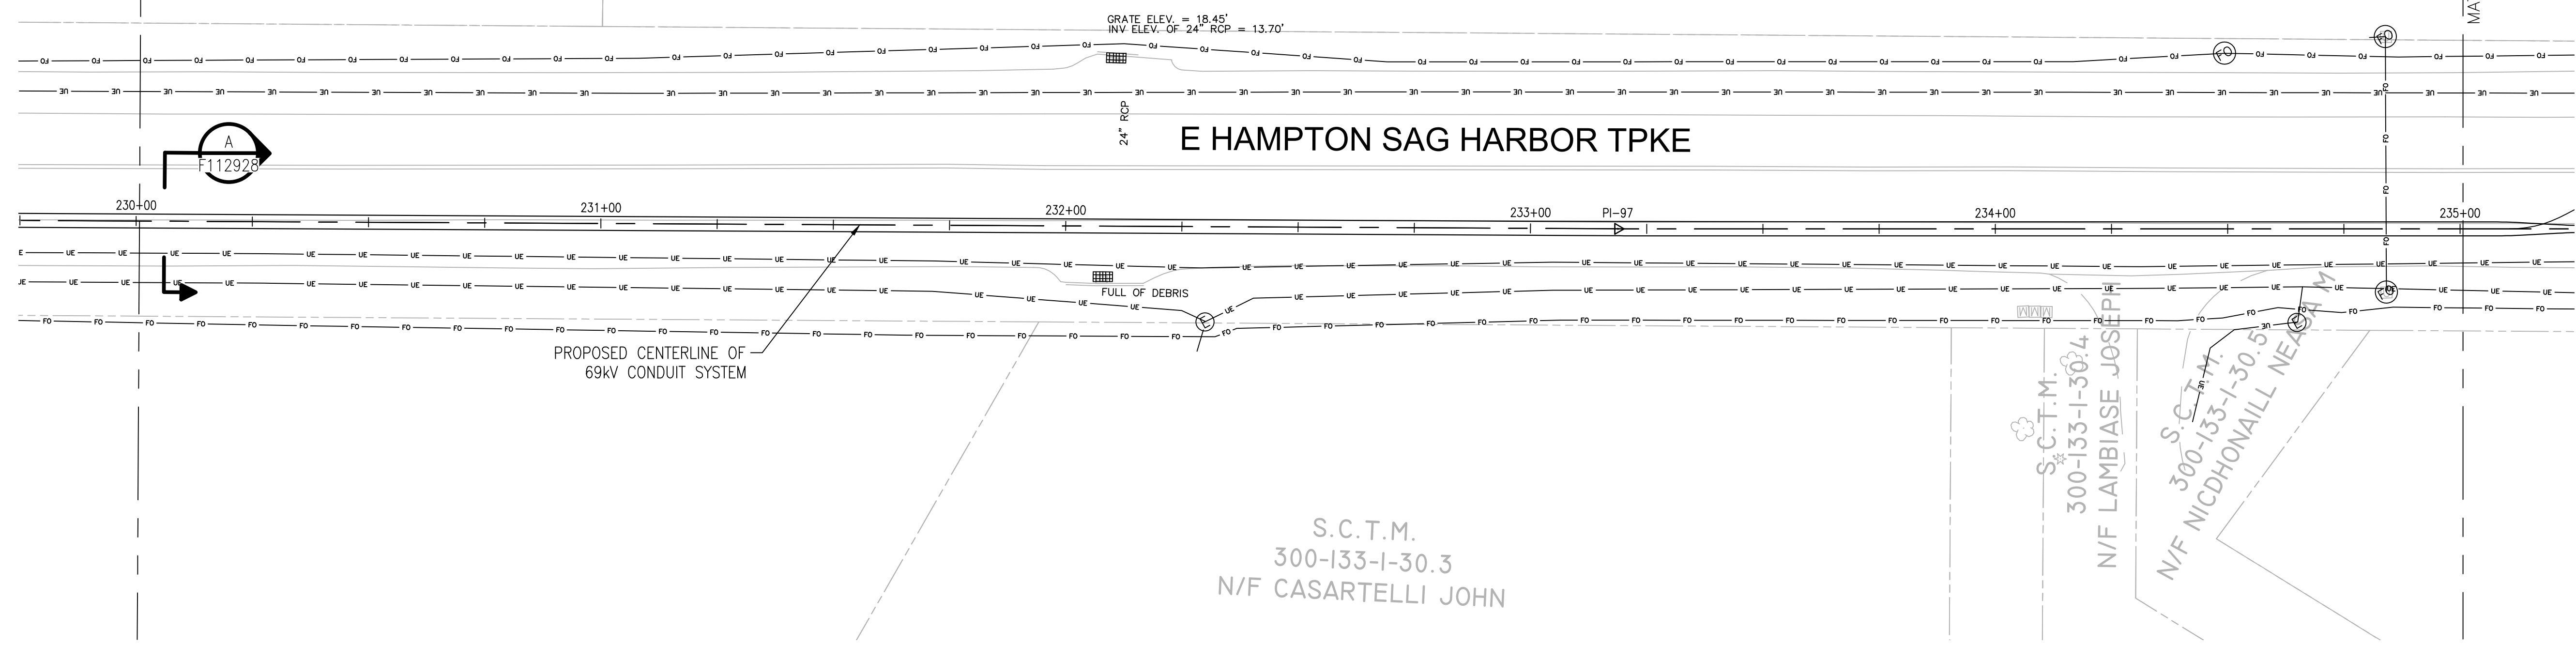 GRATE ELEV. = 18.45'
INV ELEV. OF 24" RCP = 13.70'
MA
24" RCP
E HAMPTON SAG HARBOR TPKE
A
F112928
230+00
231+00
232+00
233+00
PI-97
234+00
235+00
FULL OF DEBRIS
PROPOSED CENTERLINE OF
69kV CONDUIT SYSTEM
S.C.T.M.
300-133-1-30.3
N/F CASARTELLI JOHN
S.C.T.M.
300-133-1-30.4
N/F LAMBIASE JOSEPH
S.C.T.M.
300-133-1-30.5
N/F NICDHONAILL NEASA M
FO
UE
E